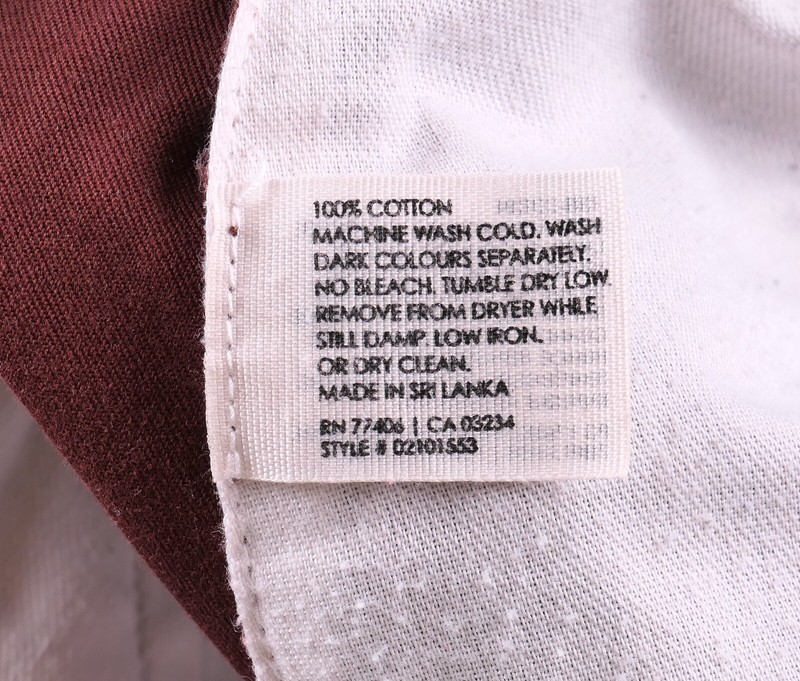 100% COTTON
MACHINE WASH COLD. WASH
DARK COLOURS SEPARATELY.
NO BLEACH. TUMBLE DRY LOW.
REMOVE FROM DRYER WHILE
STILL DAMP. LOW IRON.
OR DRY CLEAN.
MADE IN SRI LANKA
RN 77406 | CA 03234
STYLE # 02101553